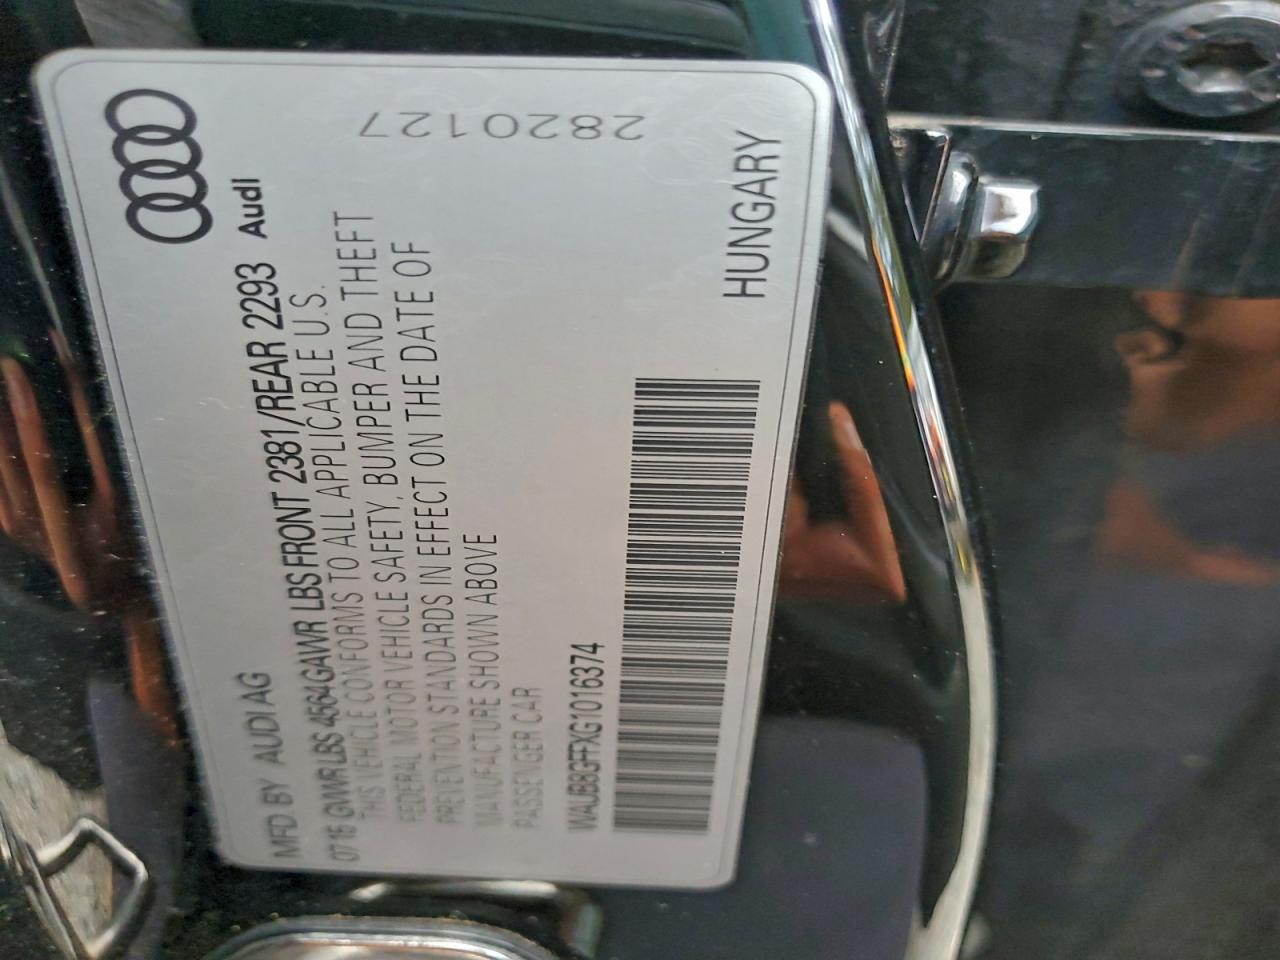 MFD BY AUDI AG
07 15 GVWR LBS 4564 GAWR LBS FRONT 2381/REAR 2293 Audi
THIS VEHICLE CONFORMS TO ALL APPLICABLE U.S.
FEDERAL MOTOR VEHICLE SAFETY, BUMPER AND THEFT
PREVENTION STANDARDS IN EFFECT ON THE DATE OF
MANUFACTURE SHOWN ABOVE
PASSENGER CAR
WAUB8GFFXG1016374
HUNGARY
2820127